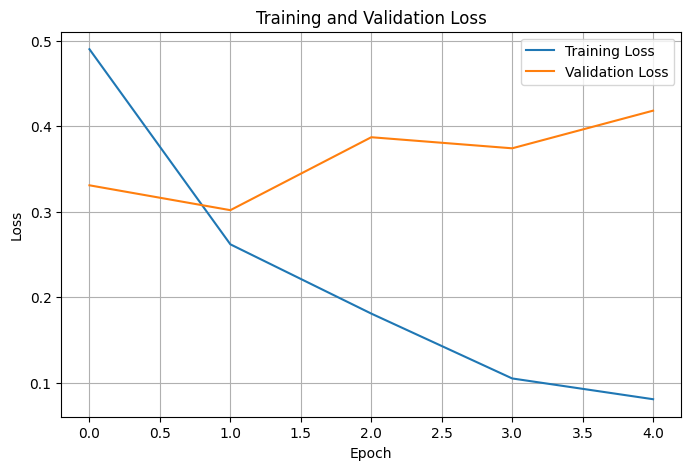 Training and Validation Loss
Training Loss
Validation Loss
0.5
0.4
0.3
0.2
0.1
Loss
0.0 0.5 1.0 1.5 2.0 2.5 3.0 3.5 4.0
Epoch